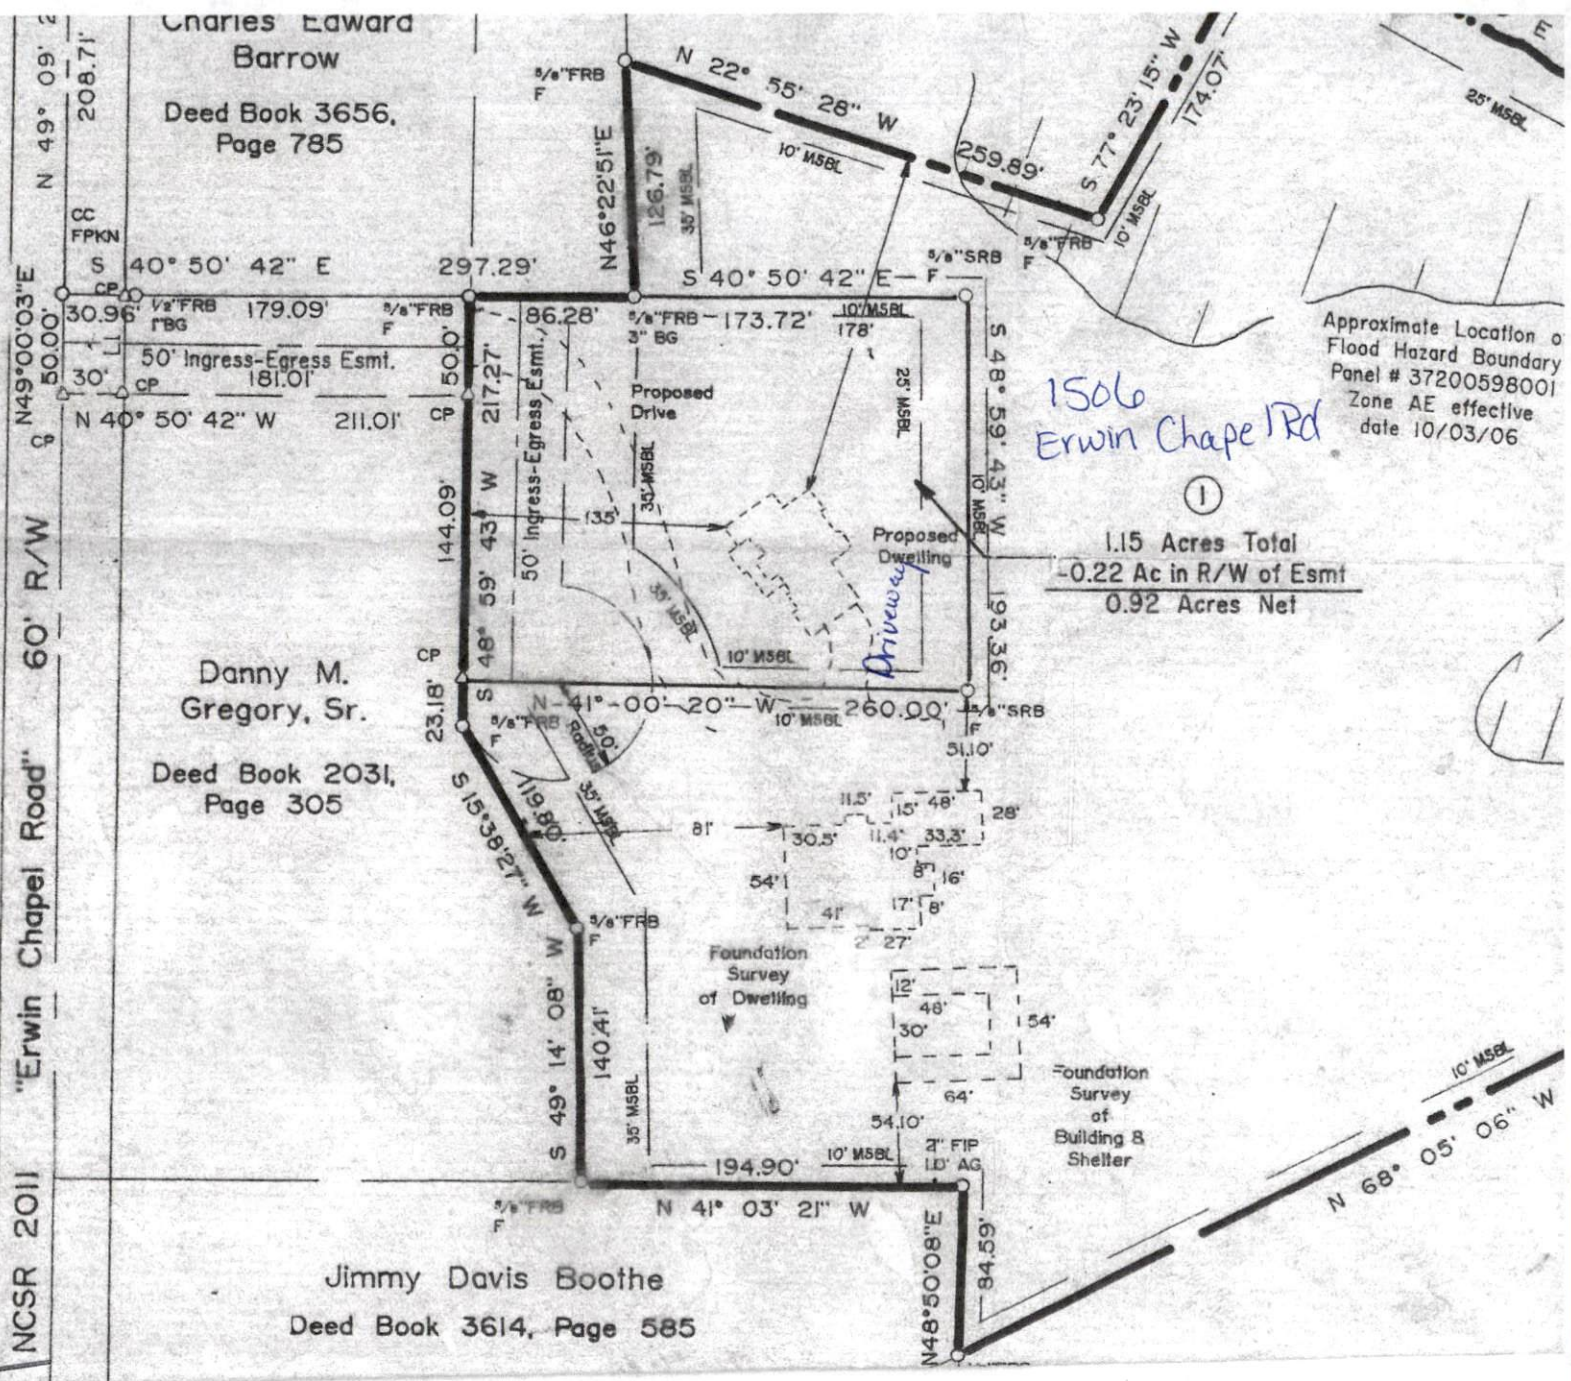 Charles Edward
Barrow
Deed Book 3656,
Page 785
N 49° 09' 2
208.71'
CC
FPKN
5/8"FRB
F
N 22° 55' 28" W
259.89'
10' MSBL
N46°22'51"E
126.79'
35' MSBL
S 77° 23' 15" W
174.07'
10' MSBL
5/8"FRB
F
E
25' MSBL
S 40° 50' 42" E
297.29'
S 40° 50' 42" E
5/8"SRB
F
CP
30.96'
1/2"FRB
1"BG
179.09'
5/8"FRB
F
86.28'
5/8"FRB
3" BG
173.72'
10' MSBL
178'
N49°00'03"E
50.00'
50' Ingress-Egress Esmt.
30'
CP
181.01'
50.0'
N 40° 50' 42" W
211.01'
CP
CP
217.27'
S 48° 59' 43" W
144.09'
50' Ingress-Egress Esmt.
Proposed
Drive
35' MSBL
135'
35' MSBL
25' MSBL
Proposed
Dwelling
Driveway
10' MSBL
10' MSBL
S 48° 59' 43" W
193.36'
1506
Erwin Chapel Rd
1
1.15 Acres Total
-0.22 Ac in R/W of Esmt
0.92 Acres Net
Approximate Location o
Flood Hazard Boundary
Panel # 37200598001
Zone AE effective
date 10/03/06
CP
23.18'
5/8"FRB
F
N 41° 00' 20" W
10' MSBL
260.00'
5/8"SRB
F
50'
Radius
51.10'
Danny M.
Gregory, Sr.
Deed Book 2031,
Page 305
S 15°38'27" W
119.80'
35' MSBL
81'
11.5'
15'
48'
28'
30.5'
11.4'
33.3'
10'
8'
16'
54'
17'
8'
41'
2'
27'
5/8"FRB
F
Foundation
Survey
of Dwelling
S 49° 14' 08" W
140.41'
35' MSBL
12'
48'
30'
54'
64'
54.10'
Foundation
Survey
of
Building &
Shelter
2" FIP
1.0' AG
194.90'
10' MSBL
5/8"FRB
F
N 41° 03' 21" W
N48°50'08"E
84.59'
10' MSBL
N 68° 05' 06" W
Jimmy Davis Boothe
Deed Book 3614, Page 585
NCSR 2011 "Erwin Chapel Road" 60' R/W